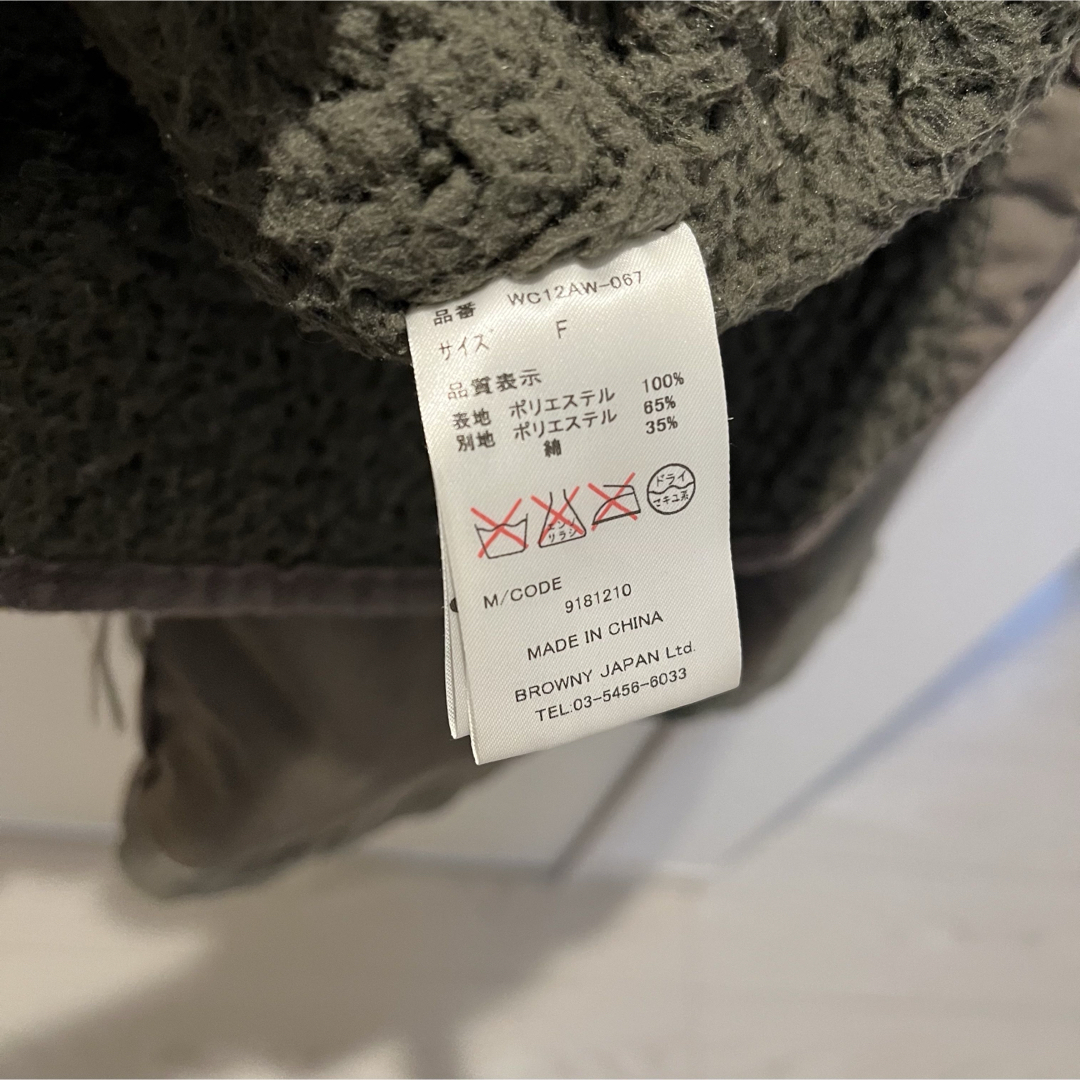 品番 WC12AW-067
サイズ F
品質表示
表地 ポリエステル 100%
別地 ポリエステル 65%
綿 35%
エンソ
サラシ
ドライ
セキユ系
M/CODE
9181210
MADE IN CHINA
BROWNY JAPAN Ltd.
TEL:03-5456-6033